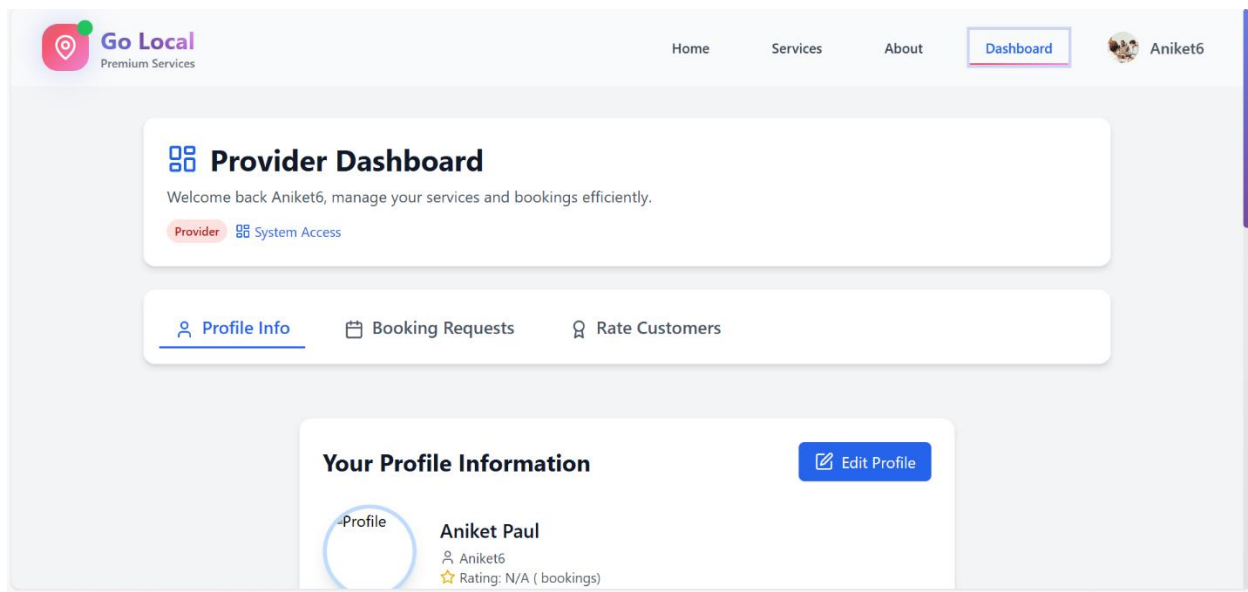 Go Local
Premium Services
Home Services About Dashboard Aniket6
Provider Dashboard
Welcome back Aniket6, manage your services and bookings efficiently.
Provider System Access
Profile Info Booking Requests Rate Customers
Your Profile Information Edit Profile
-Profile
Aniket Paul
Aniket6
Rating: N/A ( bookings)